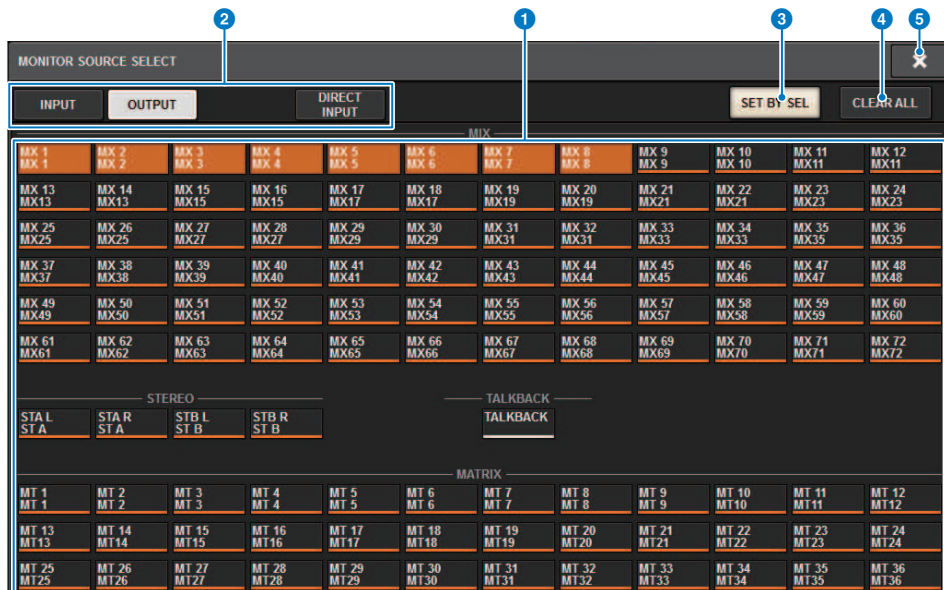 2 1 3 4 5
MONITOR SOURCE SELECT ×
INPUT OUTPUT DIRECT INPUT SET BY SEL CLEAR ALL
MIX
MX 1 MX 2 MX 3 MX 4 MX 5 MX 6 MX 7 MX 8 MX 9 MX 10 MX 11 MX 12
MX 1 MX 2 MX 3 MX 4 MX 5 MX 6 MX 7 MX 8 MX 9 MX 10 MX11 MX11
MX 13 MX 14 MX 15 MX 16 MX 17 MX 18 MX 19 MX 20 MX 21 MX 22 MX 23 MX 24
MX13 MX13 MX15 MX15 MX17 MX17 MX19 MX19 MX21 MX21 MX23 MX23
MX 25 MX 26 MX 27 MX 28 MX 29 MX 30 MX 31 MX 32 MX 33 MX 34 MX 35 MX 36
MX25 MX25 MX27 MX27 MX29 MX29 MX31 MX31 MX33 MX33 MX35 MX35
MX 37 MX 38 MX 39 MX 40 MX 41 MX 42 MX 43 MX 44 MX 45 MX 46 MX 47 MX 48
MX37 MX38 MX39 MX40 MX41 MX42 MX43 MX44 MX45 MX46 MX47 MX48
MX 49 MX 50 MX 51 MX 52 MX 53 MX 54 MX 55 MX 56 MX 57 MX 58 MX 59 MX 60
MX49 MX50 MX51 MX52 MX53 MX54 MX55 MX56 MX57 MX58 MX59 MX60
MX 61 MX 62 MX 63 MX 64 MX 65 MX 66 MX 67 MX 68 MX 69 MX 70 MX 71 MX 72
MX61 MX62 MX63 MX64 MX65 MX66 MX67 MX68 MX69 MX70 MX71 MX72
STEREO TALKBACK
STA L STA R STB L STB R TALKBACK
ST A ST A ST B ST B
MATRIX
MT 1 MT 2 MT 3 MT 4 MT 5 MT 6 MT 7 MT 8 MT 9 MT 10 MT 11 MT 12
MT 1 MT 2 MT 3 MT 4 MT 5 MT 6 MT 7 MT 8 MT 9 MT10 MT11 MT12
MT 13 MT 14 MT 15 MT 16 MT 17 MT 18 MT 19 MT 20 MT 21 MT 22 MT 23 MT 24
MT13 MT14 MT15 MT16 MT17 MT18 MT19 MT20 MT21 MT22 MT23 MT24
MT 25 MT 26 MT 27 MT 28 MT 29 MT 30 MT 31 MT 32 MT 33 MT 34 MT 35 MT 36
MT25 MT26 MT27 MT28 MT29 MT30 MT31 MT32 MT33 MT34 MT35 MT36